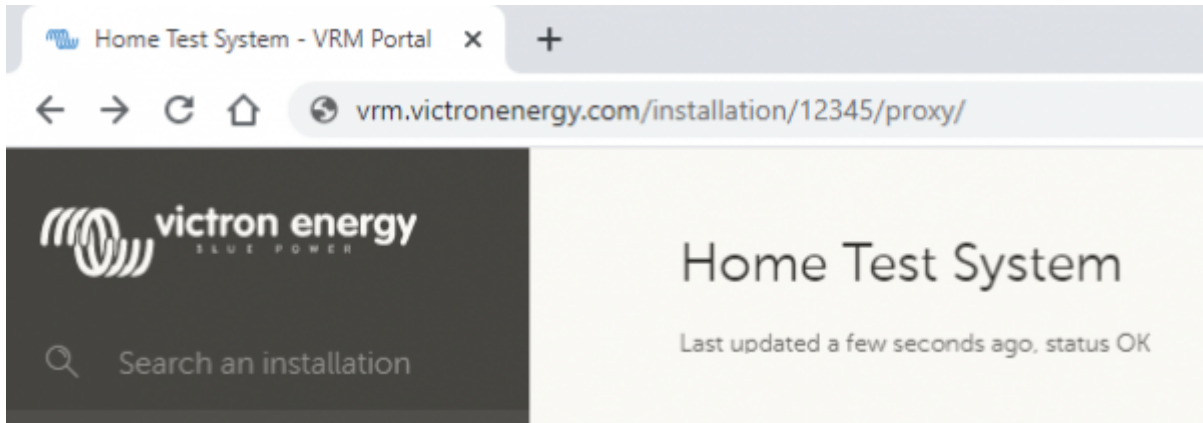 Home Test System - VRM Portal
vrm.victronenergy.com/installation/12345/proxy/
victron energy
BLUE POWER
Home Test System
Search an installation
Last updated a few seconds ago, status OK